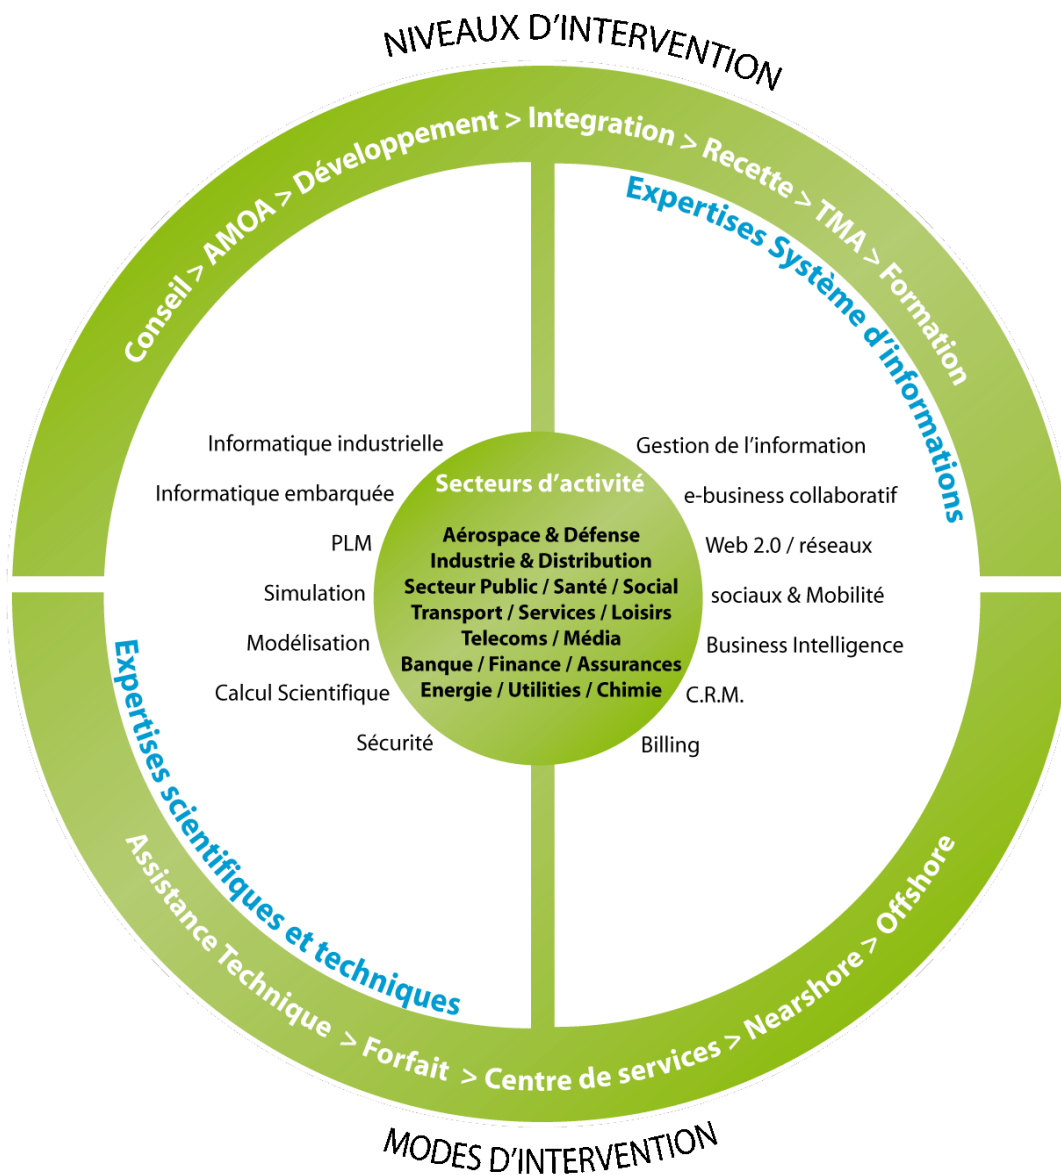 NIVEAUX D'INTERVENTION
Conseil > AMOA > Développement > Integration > Recette > TMA > Formation
Expertises Système d'informations
Informatique industrielle
Informatique embarquée
PLM
Simulation
Modélisation
Calcul Scientifique
Sécurité
Secteurs d'activité
Aérospace & Défense
Industrie & Distribution
Secteur Public / Santé / Social
Transport / Services / Loisirs
Telecoms / Média
Banque / Finance / Assurances
Energie / Utilities / Chimie
Gestion de l'information
e-business collaboratif
Web 2.0 / réseaux
sociaux & Mobilité
Business Intelligence
C.R.M.
Billing
Expertises scientifiques et techniques
Assistance Technique > Forfait > Centre de services > Nearshore > Offshore
MODES D'INTERVENTION